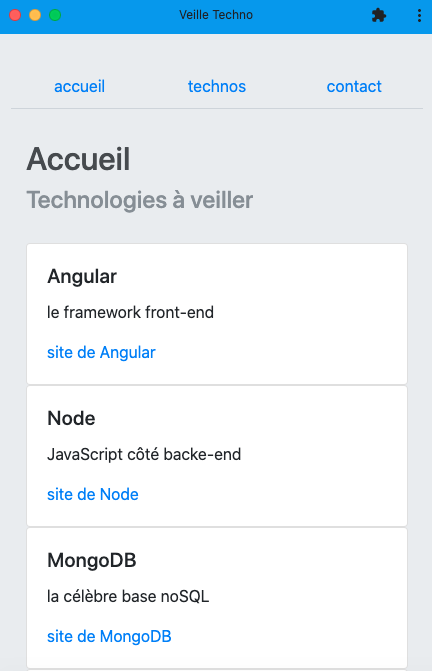 Veille Techno
accueil technos contact
Accueil
Technologies à veiller
Angular
le framework front-end
site de Angular
Node
JavaScript côté backe-end
site de Node
MongoDB
la célèbre base noSQL
site de MongoDB